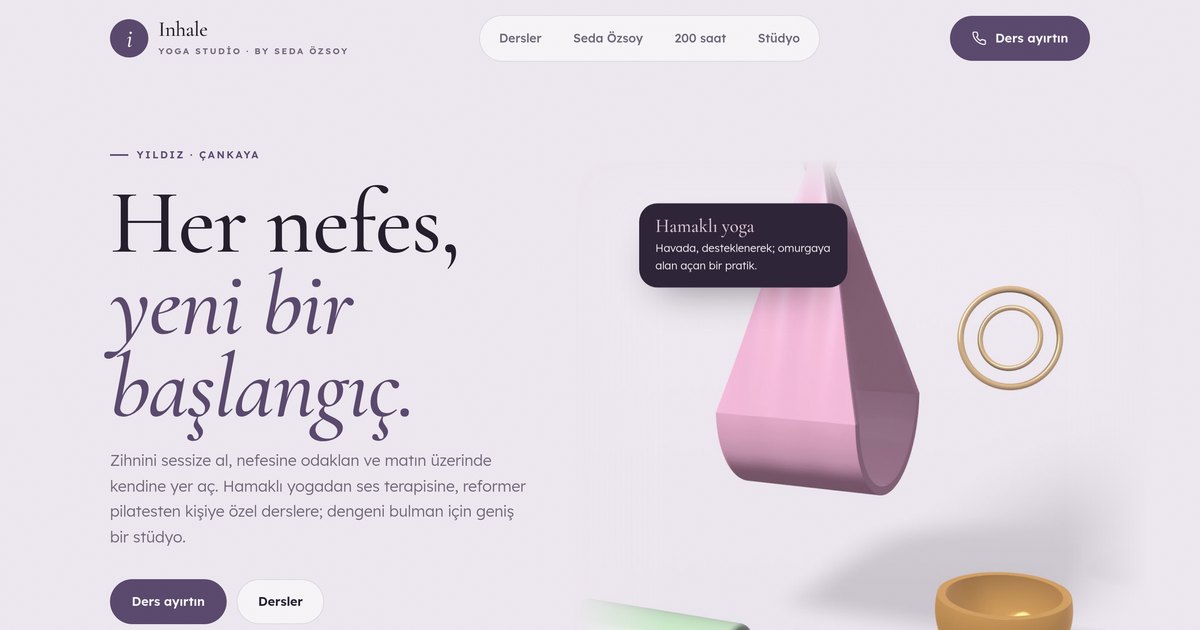 i
Inhale
YOGA STUDİO · BY SEDA ÖZSOY
Dersler
Seda Özsoy
200 saat
Stüdyo
Ders ayırtın
YILDIZ · ÇANKAYA
Her nefes,
yeni bir
başlangıç.
Zihnini sessize al, nefesine odaklan ve matın üzerinde
kendine yer aç. Hamaklı yogadan ses terapisine, reformer
pilatesten kişiye özel derslere; dengeni bulman için geniş
bir stüdyo.
Ders ayırtın
Dersler
Hamaklı yoga
Havada, desteklenerek; omurgaya
alan açan bir pratik.